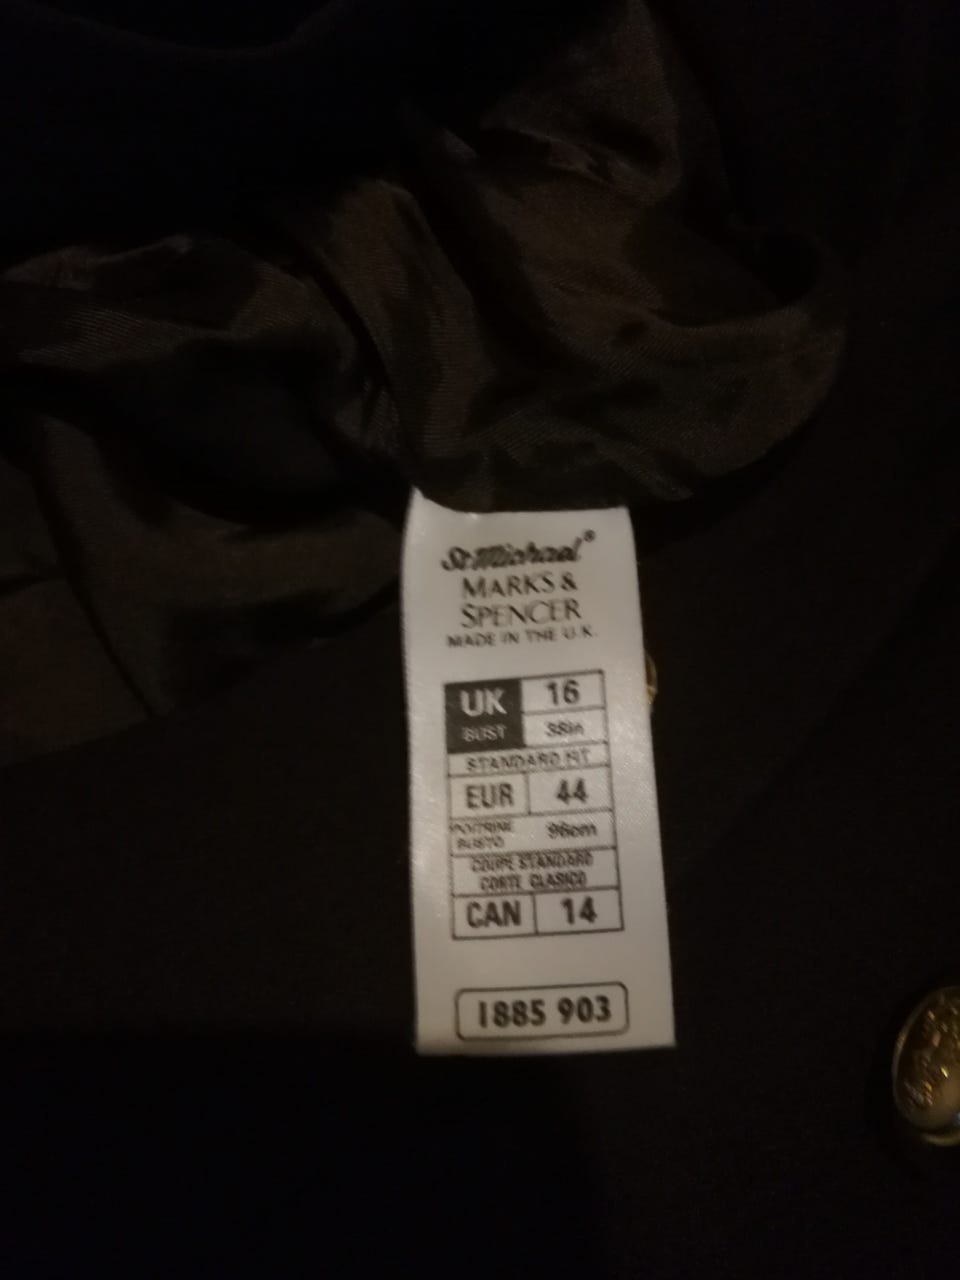 St Michael®
MARKS &
SPENCER
MADE IN THE U.K.
UK 16
BUST 38in
STANDARD FIT
EUR 44
POITRINE
BUSTO 96cm
COUPE STANDARD
CORTE CLASICO
CAN 14
1885 903